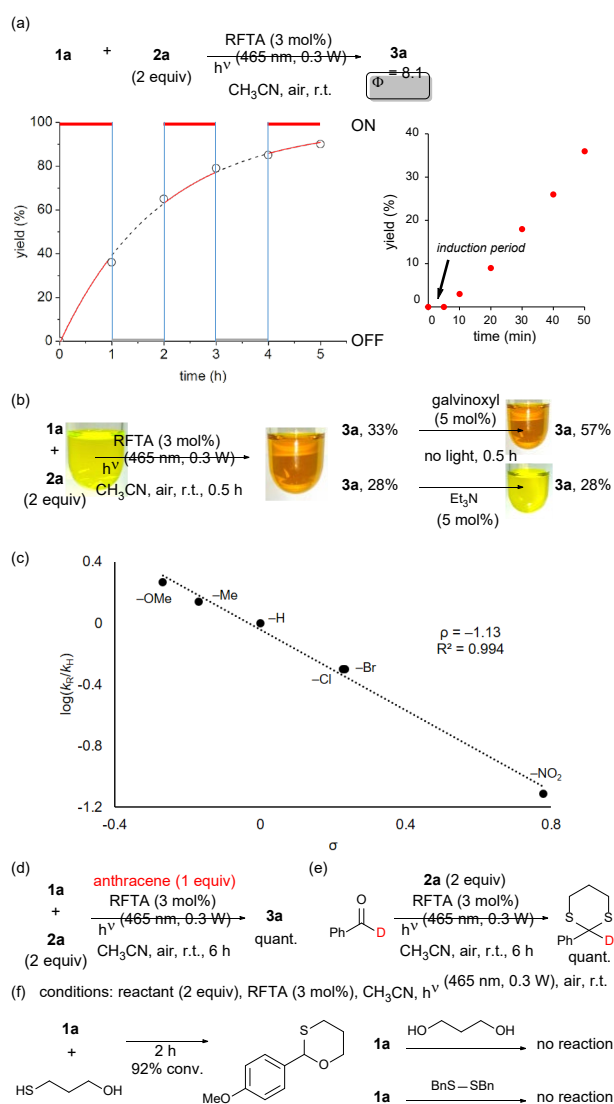 (a)
1a + 2a (2 equiv) RFTA (3 mol%) hν (465 nm, 0.3 W) CH3CN, air, r.t. 3a Φ = 8.1
100
80
60
40
20
0
yield (%)
0 1 2 3 4 5
time (h)
ON
OFF
40
30
20
10
0
yield (%)
induction period
0 10 20 30 40 50
time (min)
(b)
1a + 2a (2 equiv) RFTA (3 mol%) hν (465 nm, 0.3 W) CH3CN, air, r.t., 0.5 h
3a, 33% galvinoxyl (5 mol%) no light, 0.5 h 3a, 57%
3a, 28% Et3N (5 mol%) 3a, 28%
(c)
0.4
0
-0.4
-0.8
-1.2
log(kR/kH)
–OMe
–Me
–H
–Cl
–Br
–NO2
ρ = –1.13
R² = 0.994
-0.4 0 0.4 0.8
σ
(d)
1a + 2a (2 equiv) anthracene (1 equiv) RFTA (3 mol%) hν (465 nm, 0.3 W) CH3CN, air, r.t., 6 h 3a quant.
(e)
O Ph D 2a (2 equiv) RFTA (3 mol%) hν (465 nm, 0.3 W) CH3CN, air, r.t., 6 h S S Ph D quant.
(f) conditions: reactant (2 equiv), RFTA (3 mol%), CH3CN, hν (465 nm, 0.3 W), air, r.t.
1a + HS OH 2 h 92% conv. S O MeO
1a HO OH no reaction
1a BnS–SBn no reaction